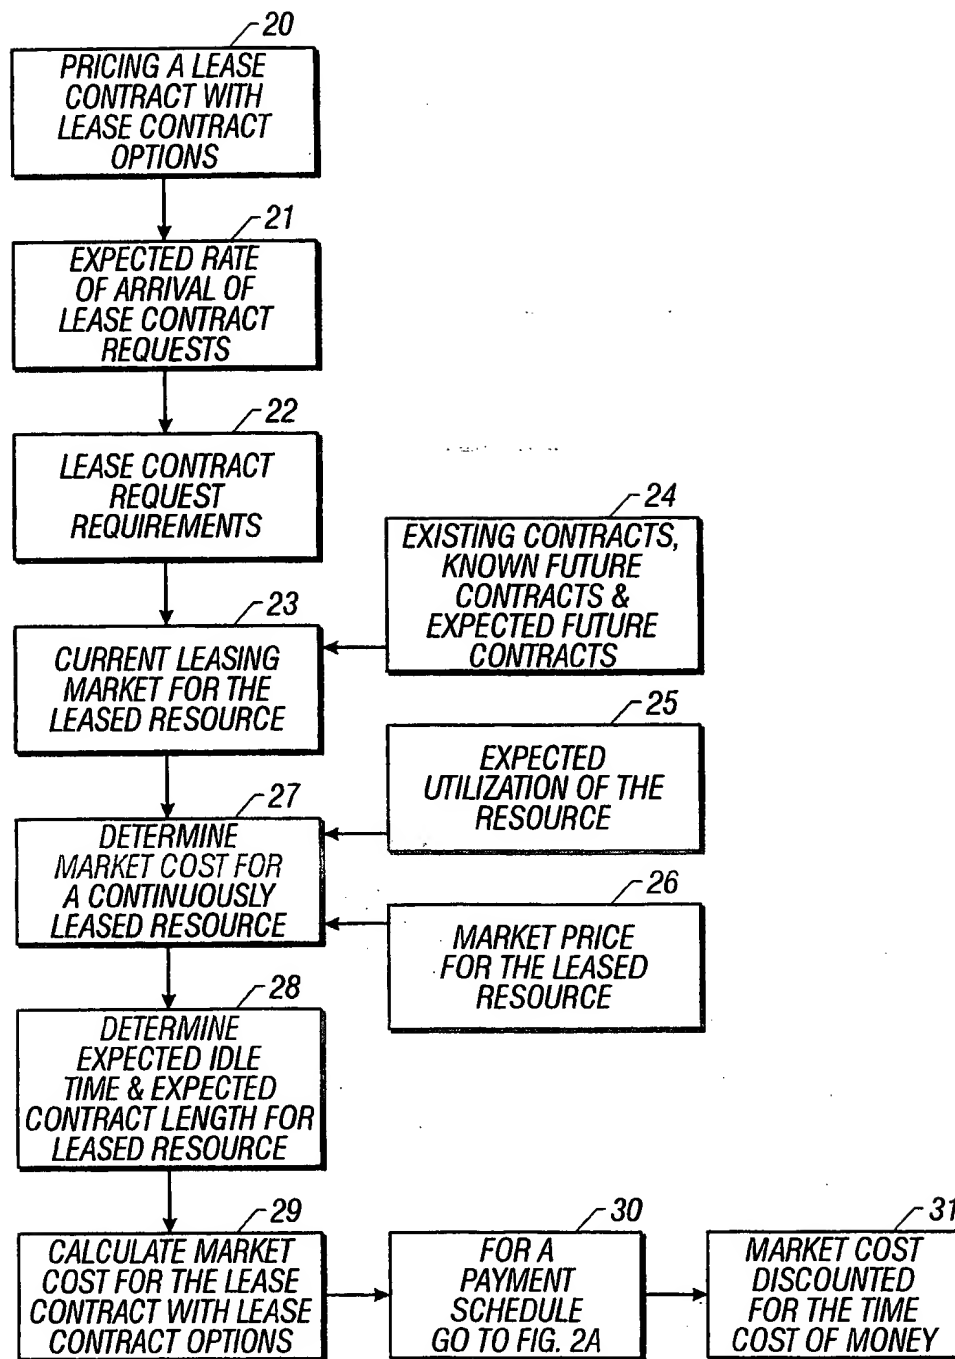 20
PRICING A LEASE
CONTRACT WITH
LEASE CONTRACT
OPTIONS
21
EXPECTED RATE
OF ARRIVAL OF
LEASE CONTRACT
REQUESTS
22
LEASE CONTRACT
REQUEST
REQUIREMENTS
24
EXISTING CONTRACTS,
KNOWN FUTURE
CONTRACTS &
EXPECTED FUTURE
CONTRACTS
23
CURRENT LEASING
MARKET FOR THE
LEASED RESOURCE
25
EXPECTED
UTILIZATION OF THE
RESOURCE
27
DETERMINE
MARKET COST FOR
A CONTINUOUSLY
LEASED RESOURCE
26
MARKET PRICE
FOR THE LEASED
RESOURCE
28
DETERMINE
EXPECTED IDLE
TIME & EXPECTED
CONTRACT LENGTH FOR
LEASED RESOURCE
29
CALCULATE MARKET
COST FOR THE LEASE
CONTRACT WITH LEASE
CONTRACT OPTIONS
30
FOR A
PAYMENT
SCHEDULE
GO TO FIG. 2A
31
MARKET COST
DISCOUNTED
FOR THE TIME
COST OF MONEY